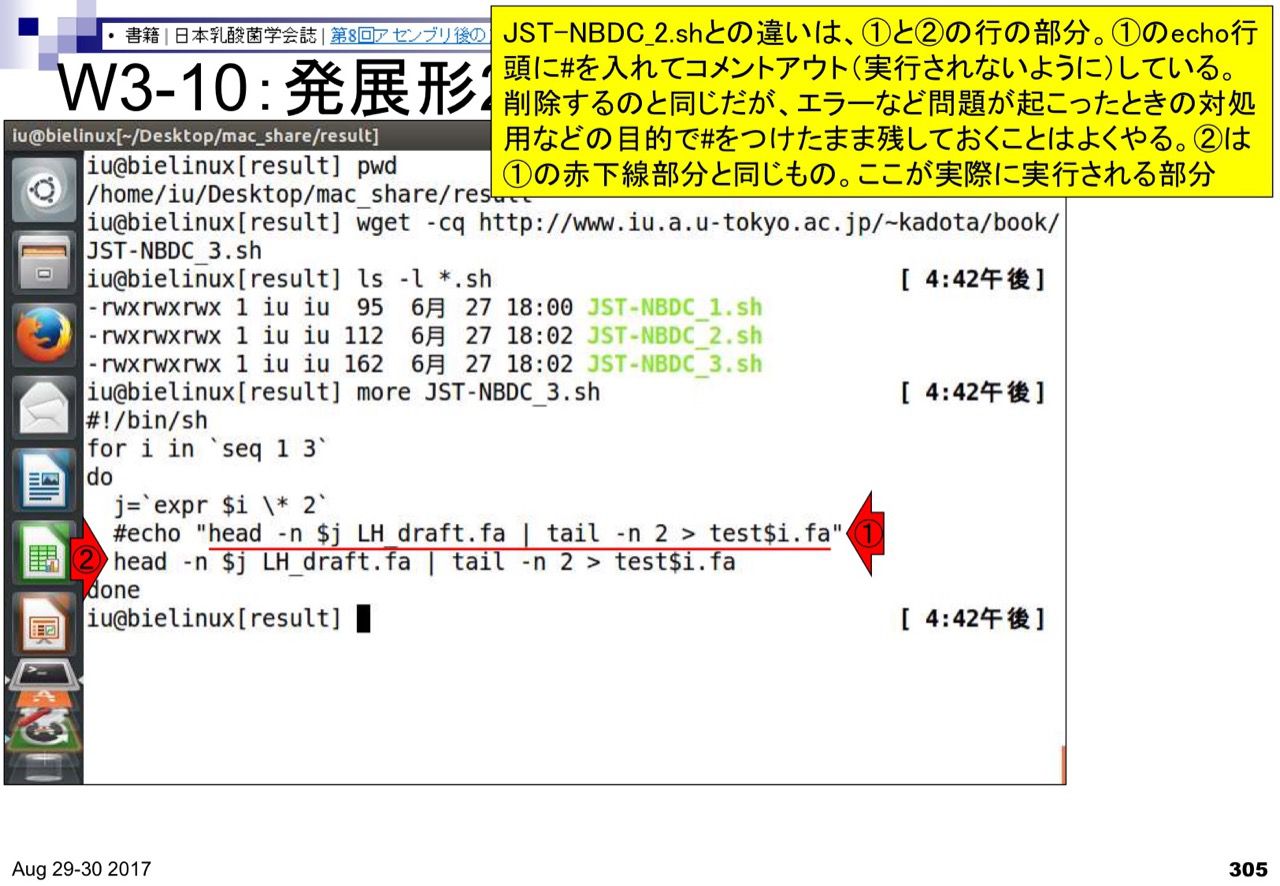 ・ 書籍 | 日本乳酸菌学会誌 | 第8回アセンブリ後の
W3-10：発展形
JST-NBDC_2.shとの違いは、①と②の行の部分。①のecho行
頭に#を入れてコメントアウト（実行されないように）している。
削除するのと同じだが、エラーなど問題が起こったときの対処
用などの目的で#をつけたまま残しておくことはよくやる。②は
①の赤下線部分と同じもの。ここが実際に実行される部分
iu@bielinux[~/Desktop/mac_share/result]
iu@bielinux[result] pwd
/home/iu/Desktop/mac_share/result
iu@bielinux[result] wget -cq http://www.iu.a.u-tokyo.ac.jp/~kadota/book/
JST-NBDC_3.sh
iu@bielinux[result] ls -l *.sh [ 4:42午後]
-rwxrwxrwx 1 iu iu 95 6月 27 18:00 JST-NBDC_1.sh
-rwxrwxrwx 1 iu iu 112 6月 27 18:02 JST-NBDC_2.sh
-rwxrwxrwx 1 iu iu 162 6月 27 18:02 JST-NBDC_3.sh
iu@bielinux[result] more JST-NBDC_3.sh [ 4:42午後]
#!/bin/sh
for i in `seq 1 3`
do
j=`expr $i \* 2`
#echo "head -n $j LH_draft.fa | tail -n 2 > test$i.fa" ①
② head -n $j LH_draft.fa | tail -n 2 > test$i.fa
done
iu@bielinux[result] [ 4:42午後]
Aug 29-30 2017
305